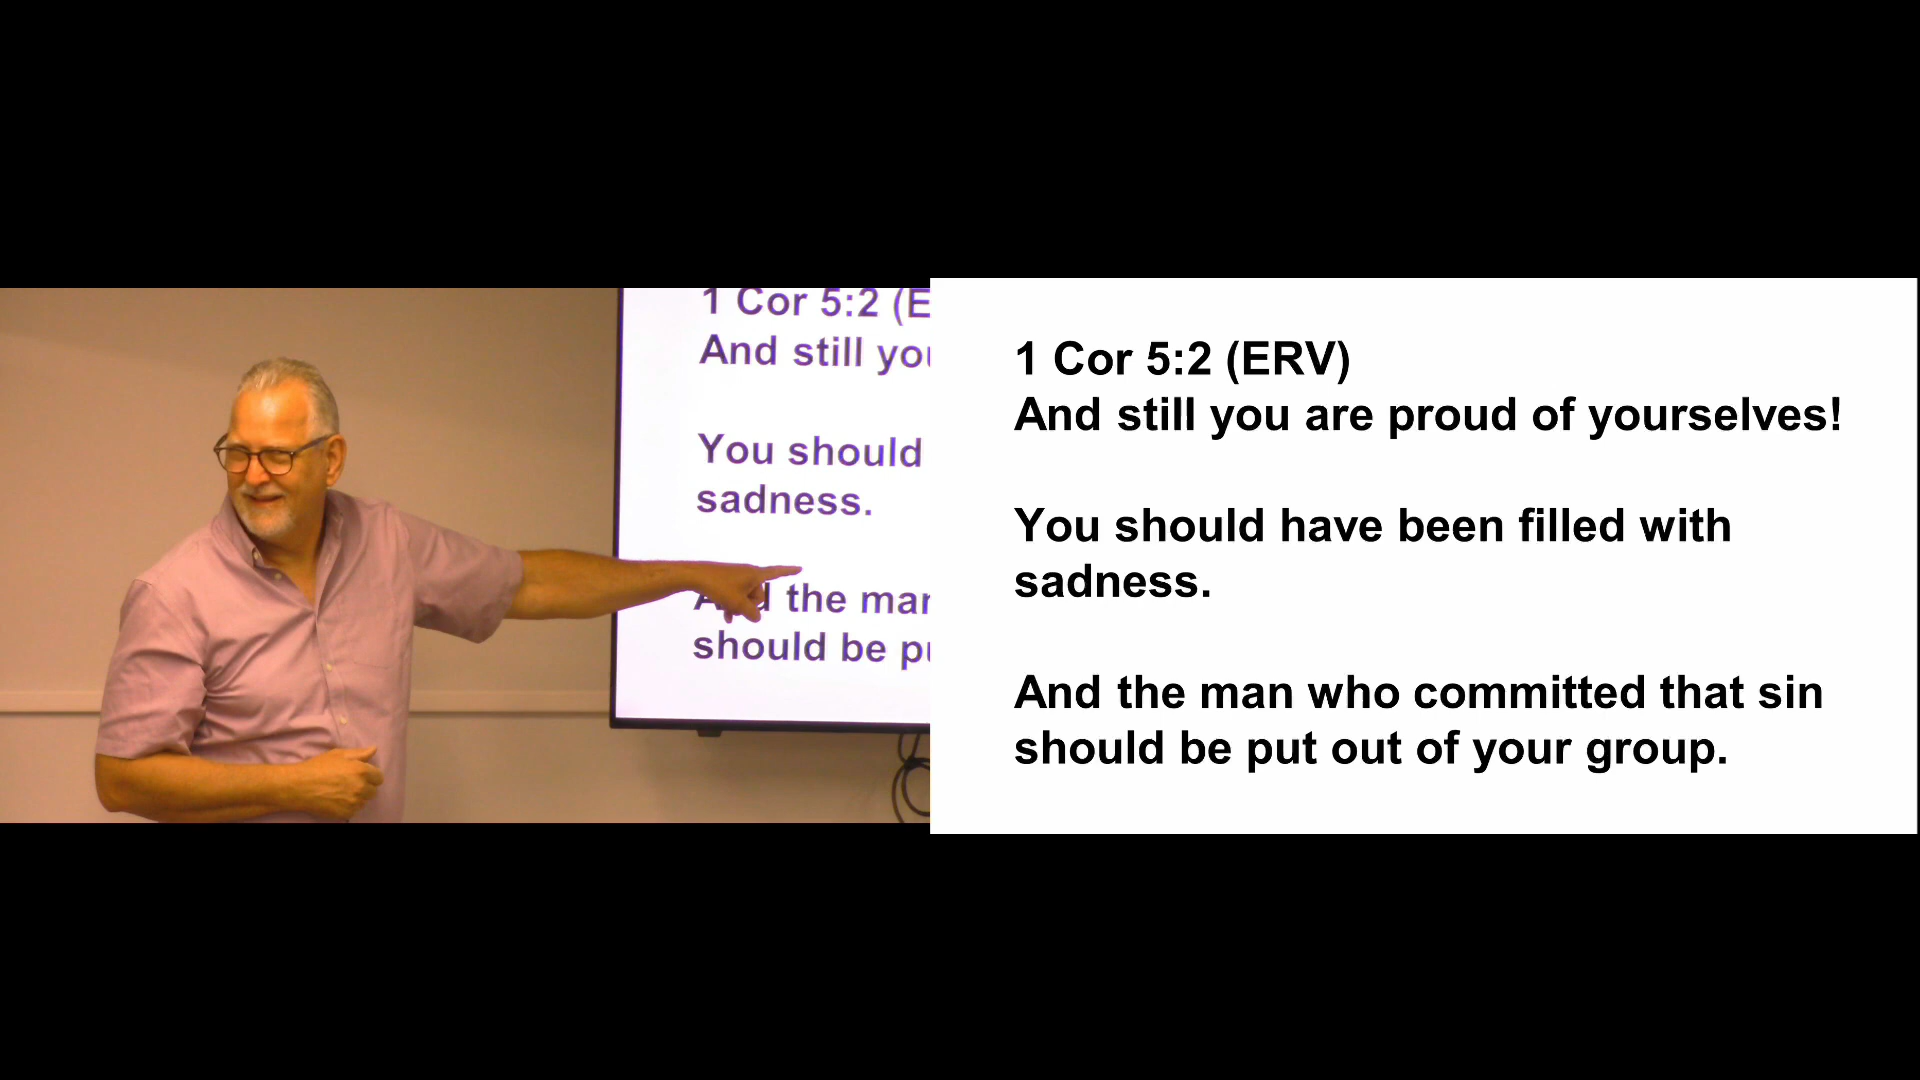 1 Cor 5:2 (E
And still you
You should
sadness.
the man
should be
1 Cor 5:2 (ERV)
And still you are proud of yourselves!
You should have been filled with
sadness.
And the man who committed that sin
should be put out of your group.